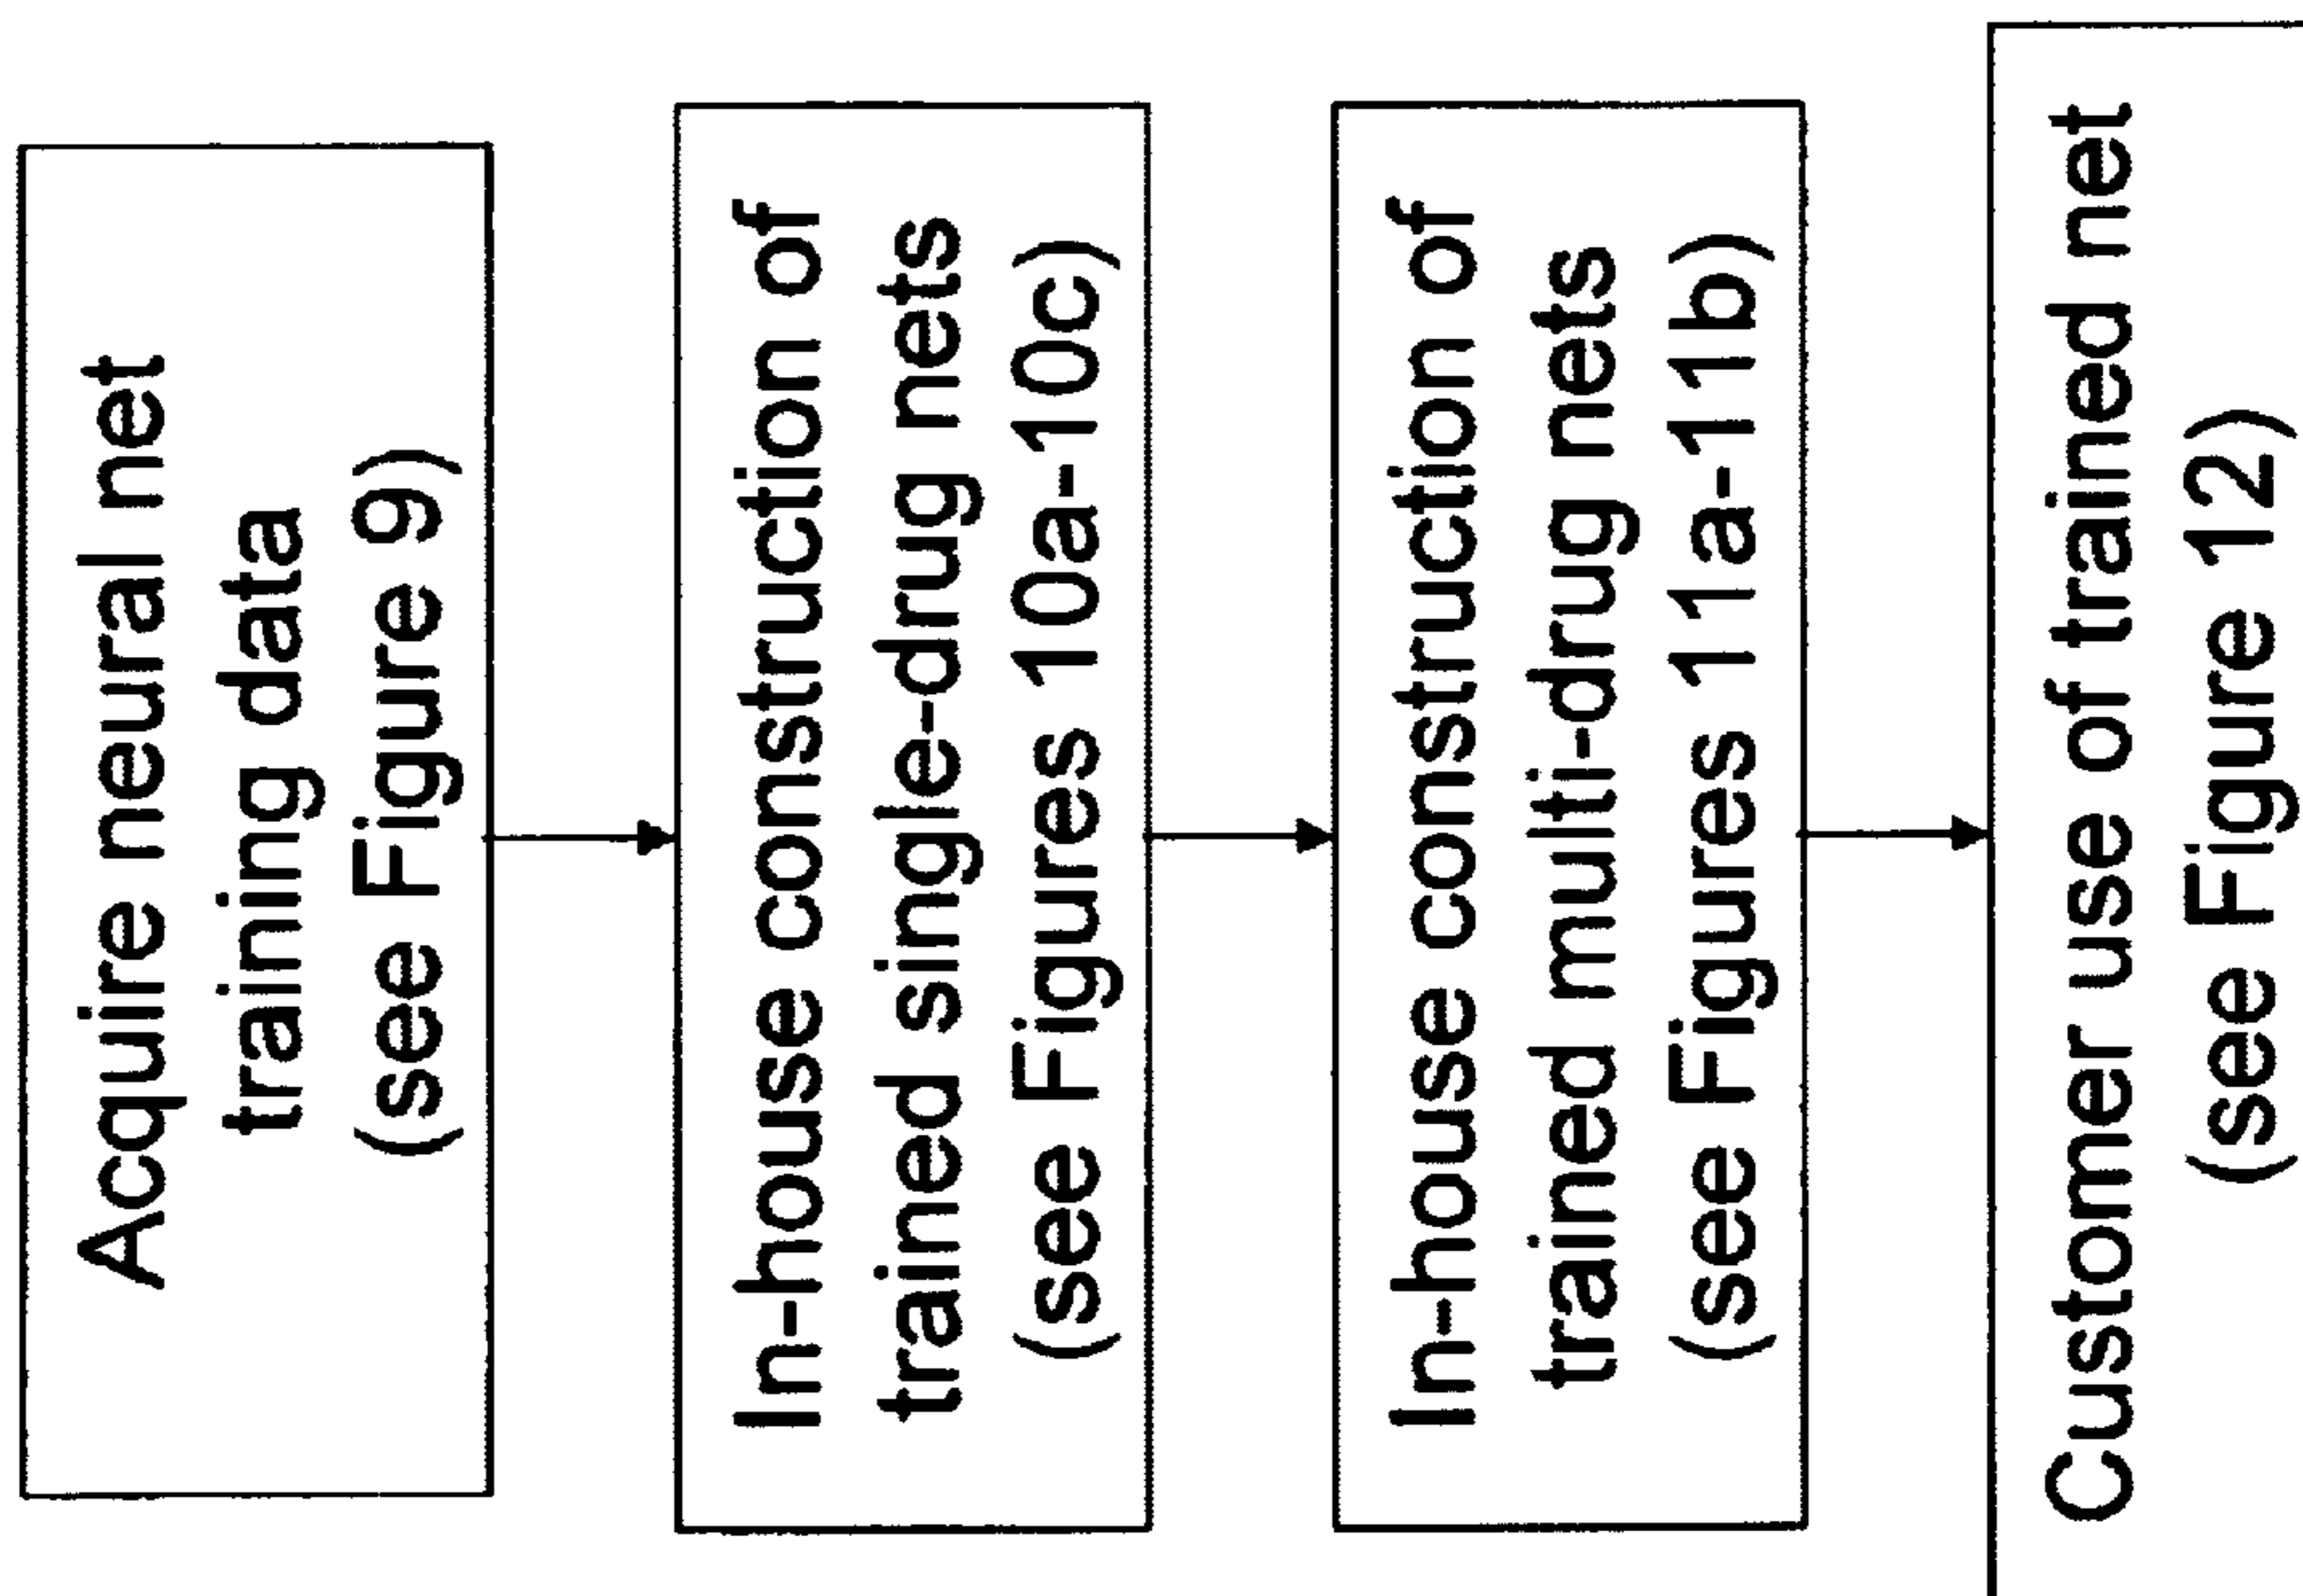 Acquire neural net
training data
(see Figure 9)
In-house construction of
trained single-drug nets
(see Figures 10a-10c)
In-house construction of
trained multi-drug nets
(see Figures 11a-11b)
Customer use of trained net
(see Figure 12)